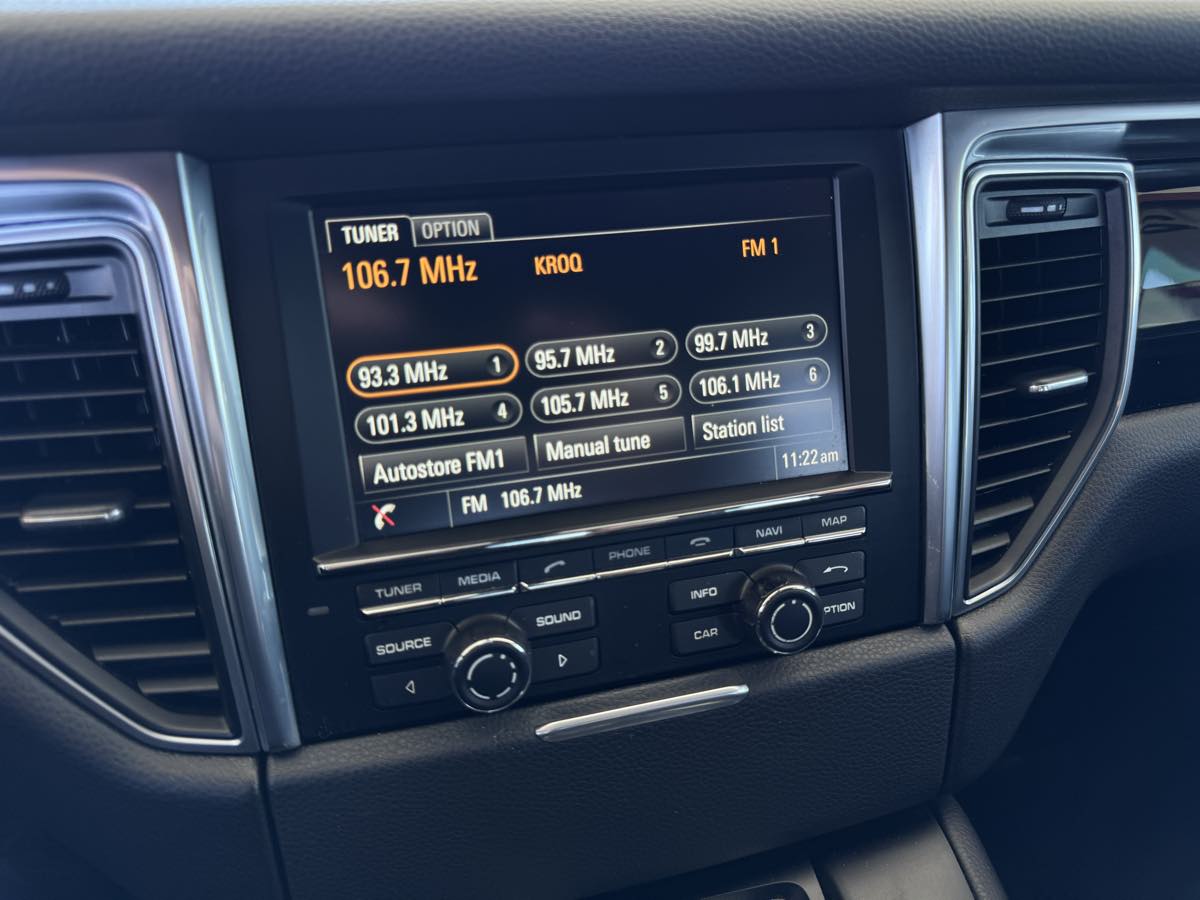 TUNER OPTION
106.7 MHz KROQ FM 1
93.3 MHz 1 95.7 MHz 2 99.7 MHz 3
101.3 MHz 4 105.7 MHz 5 106.1 MHz 6
Autostore FM1 Manual tune Station list
FM 106.7 MHz 11:22 am
TUNER MEDIA PHONE NAVI MAP
SOURCE SOUND INFO
CAR PTION